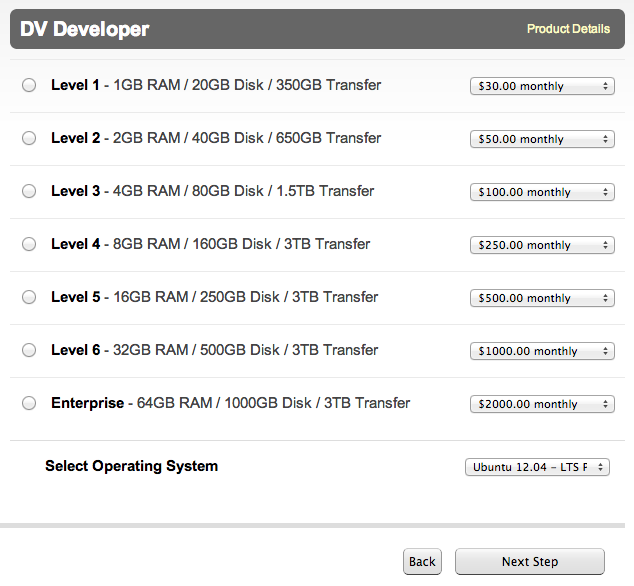 DV Developer Product Details
Level 1 - 1GB RAM / 20GB Disk / 350GB Transfer $30.00 monthly
Level 2 - 2GB RAM / 40GB Disk / 650GB Transfer $50.00 monthly
Level 3 - 4GB RAM / 80GB Disk / 1.5TB Transfer $100.00 monthly
Level 4 - 8GB RAM / 160GB Disk / 3TB Transfer $250.00 monthly
Level 5 - 16GB RAM / 250GB Disk / 3TB Transfer $500.00 monthly
Level 6 - 32GB RAM / 500GB Disk / 3TB Transfer $1000.00 monthly
Enterprise - 64GB RAM / 1000GB Disk / 3TB Transfer $2000.00 monthly
Select Operating System Ubuntu 12.04 - LTS F
Back Next Step